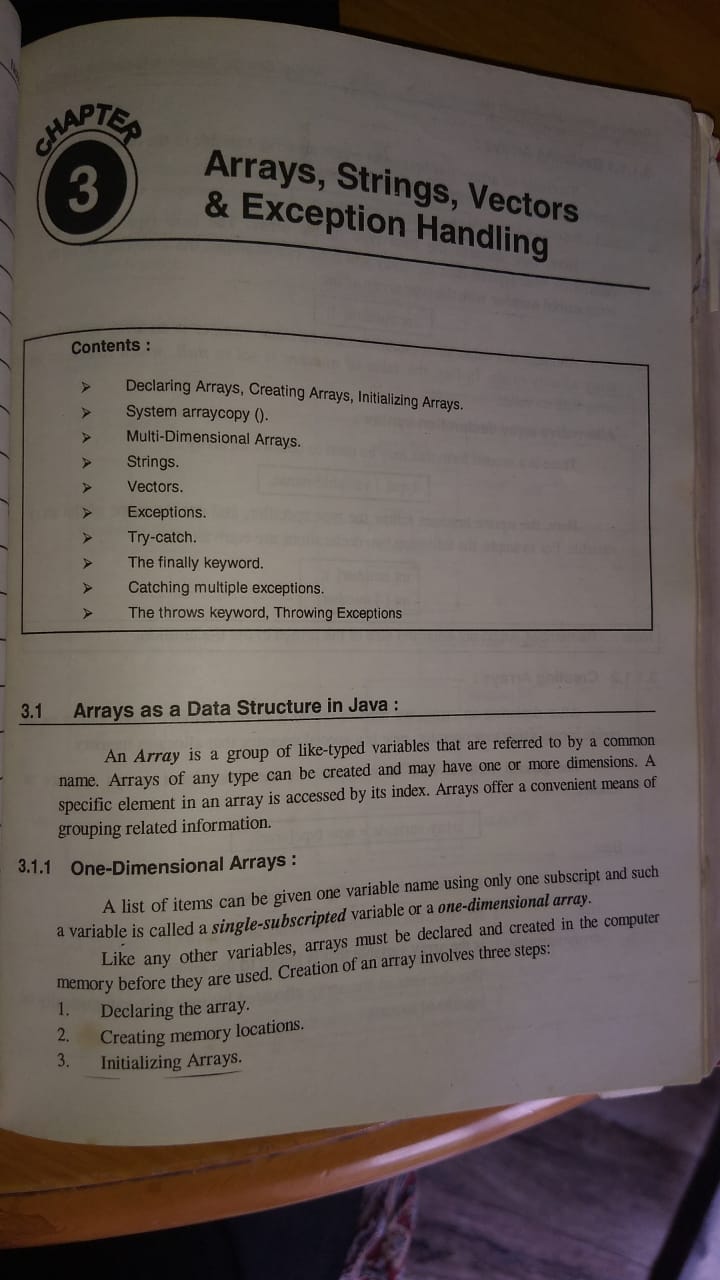 CHAPTER
3
Arrays, Strings, Vectors
& Exception Handling
Contents :
➤ Declaring Arrays, Creating Arrays, Initializing Arrays.
➤ System arraycopy ().
➤ Multi-Dimensional Arrays.
➤ Strings.
➤ Vectors.
➤ Exceptions.
➤ Try-catch.
➤ The finally keyword.
➤ Catching multiple exceptions.
➤ The throws keyword, Throwing Exceptions
3.1 Arrays as a Data Structure in Java :
An Array is a group of like-typed variables that are referred to by a common
name. Arrays of any type can be created and may have one or more dimensions. A
specific element in an array is accessed by its index. Arrays offer a convenient means of
grouping related information.
3.1.1 One-Dimensional Arrays :
A list of items can be given one variable name using only one subscript and such
a variable is called a single-subscripted variable or a one-dimensional array.
Like any other variables, arrays must be declared and created in the computer
memory before they are used. Creation of an array involves three steps:
1. Declaring the array.
2. Creating memory locations.
3. Initializing Arrays.